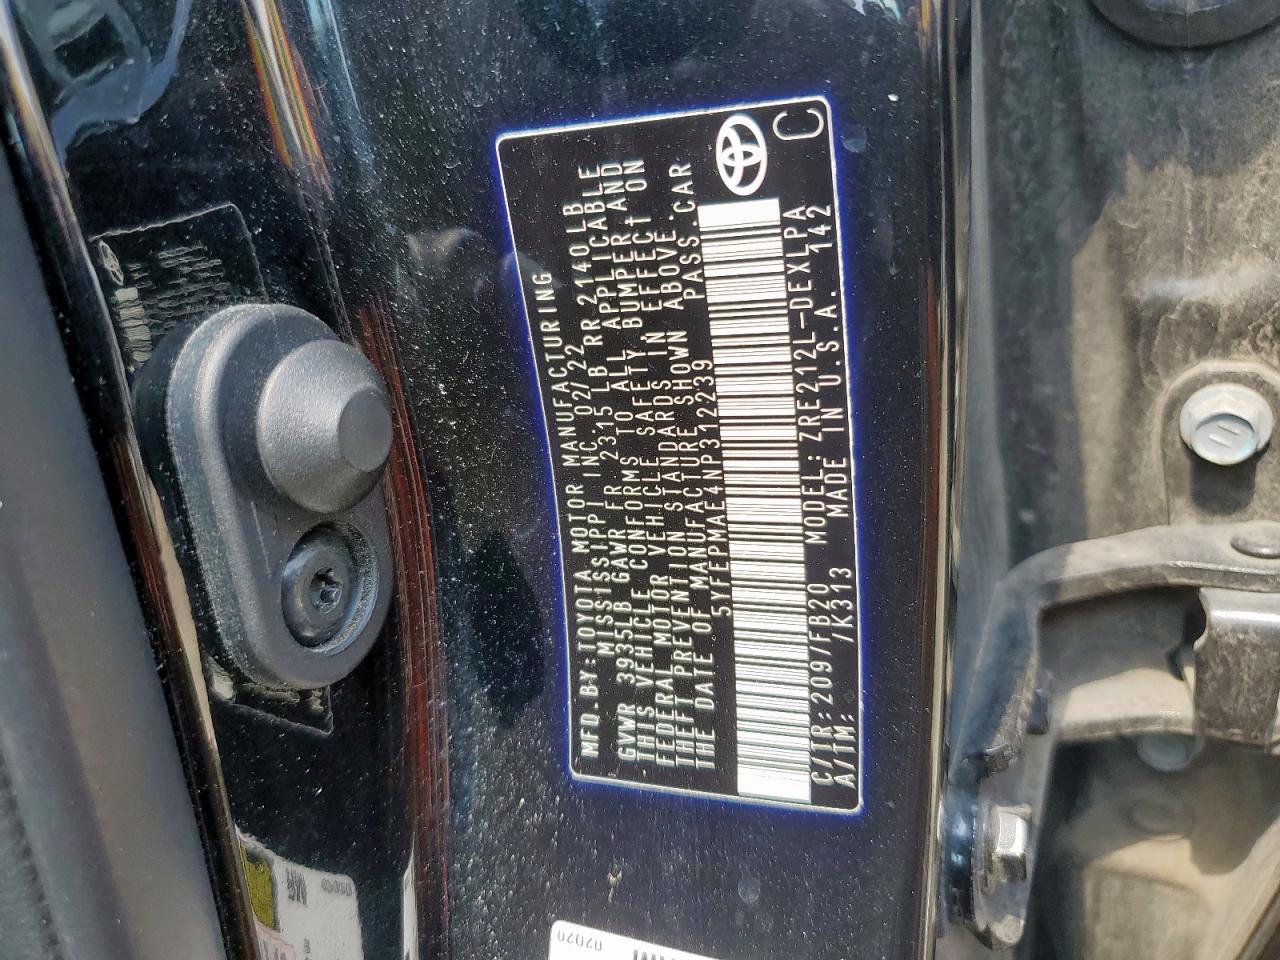 MFD.BY:TOYOTA MOTOR MANUFACTURING
MISSISSIPPI INC. 02/22
GVWR 3935LB GAWR FR 2315 LB RR 2140LB
THIS VEHICLE CONFORMS TO ALL APPLICABLE
FEDERAL MOTOR VEHICLE SAFETY, BUMPER, AND
THEFT PREVENTION STANDARDS IN EFFECT ON
THE DATE OF MANUFACTURE SHOWN ABOVE.
5YFEPMAE4NP312239 PASS.CAR
C/TR:209/FB20 MODEL:ZRE212L-DEXLPA
A/TM: /K313 MADE IN U.S.A. 142
C
02020